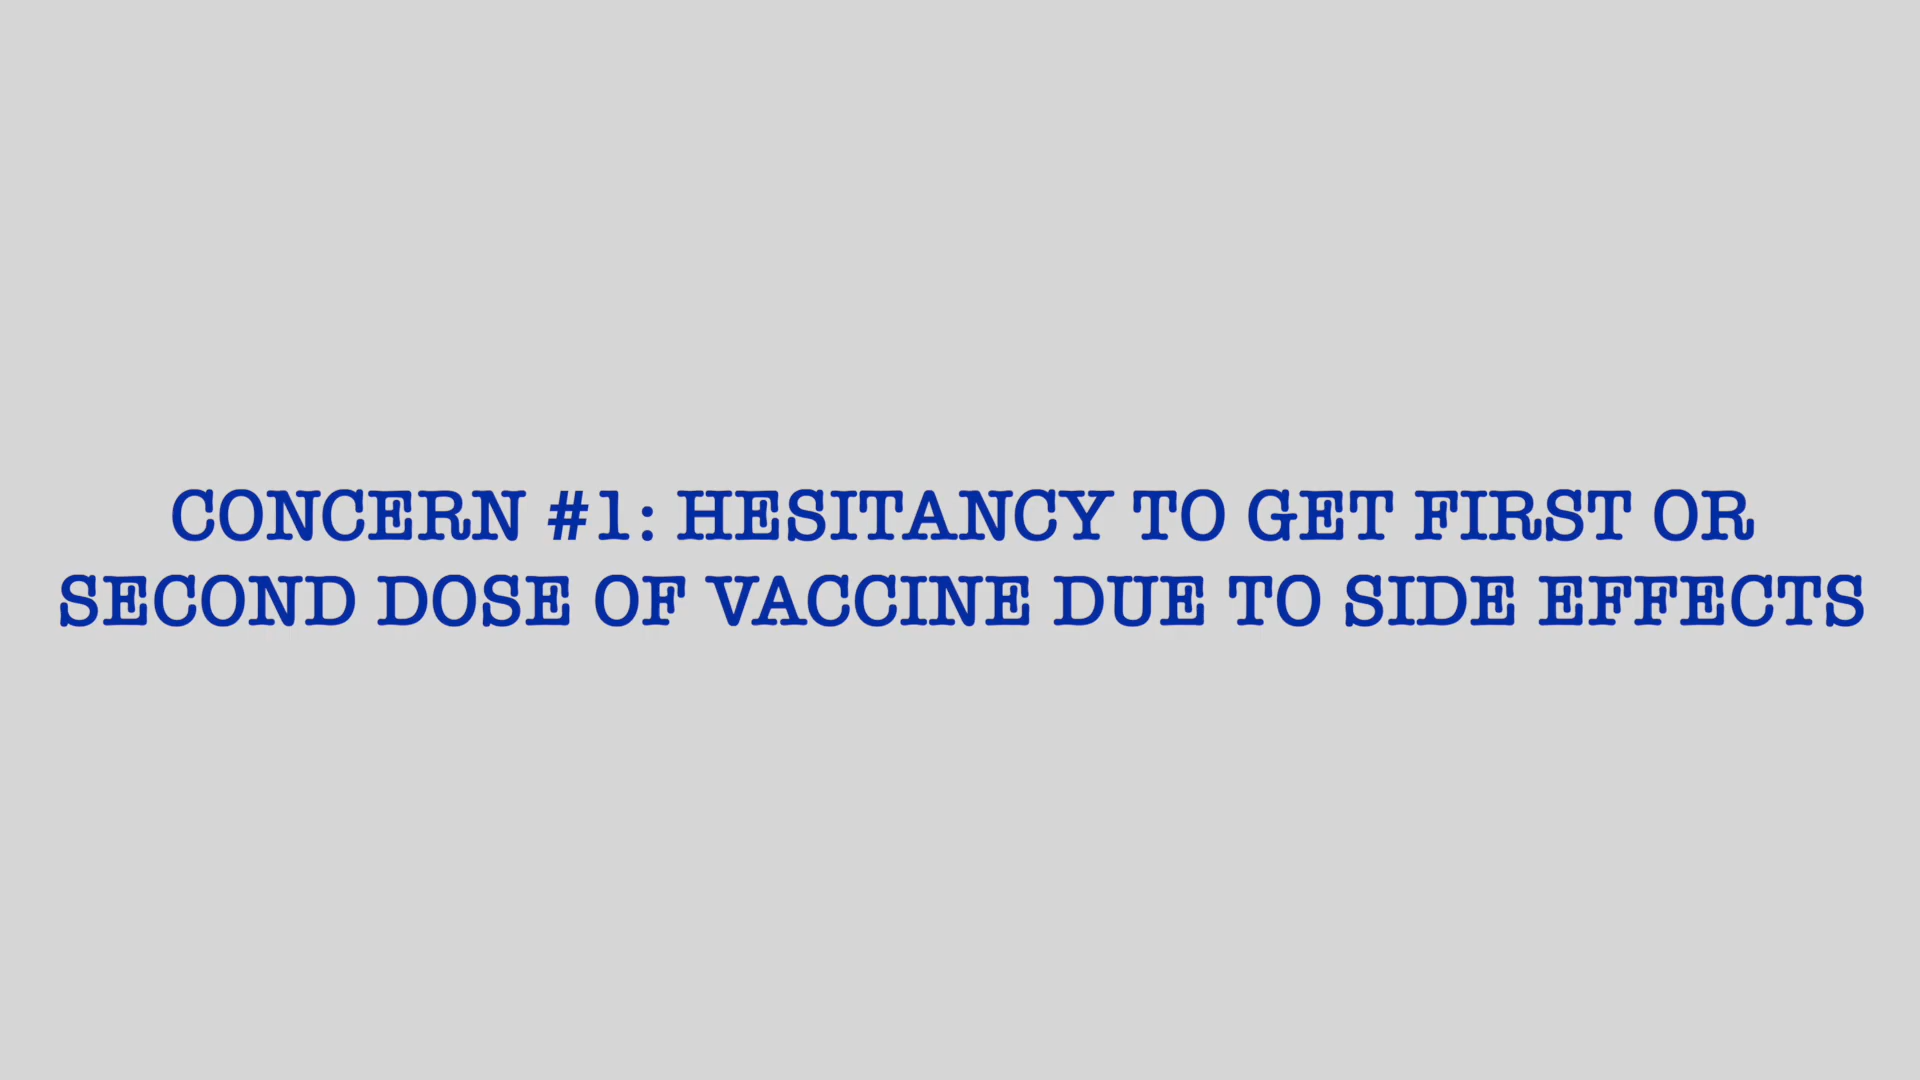 CONCERN #1: HESITANCY TO GET FIRST OR
SECOND DOSE OF VACCINE DUE TO SIDE EFFECTS